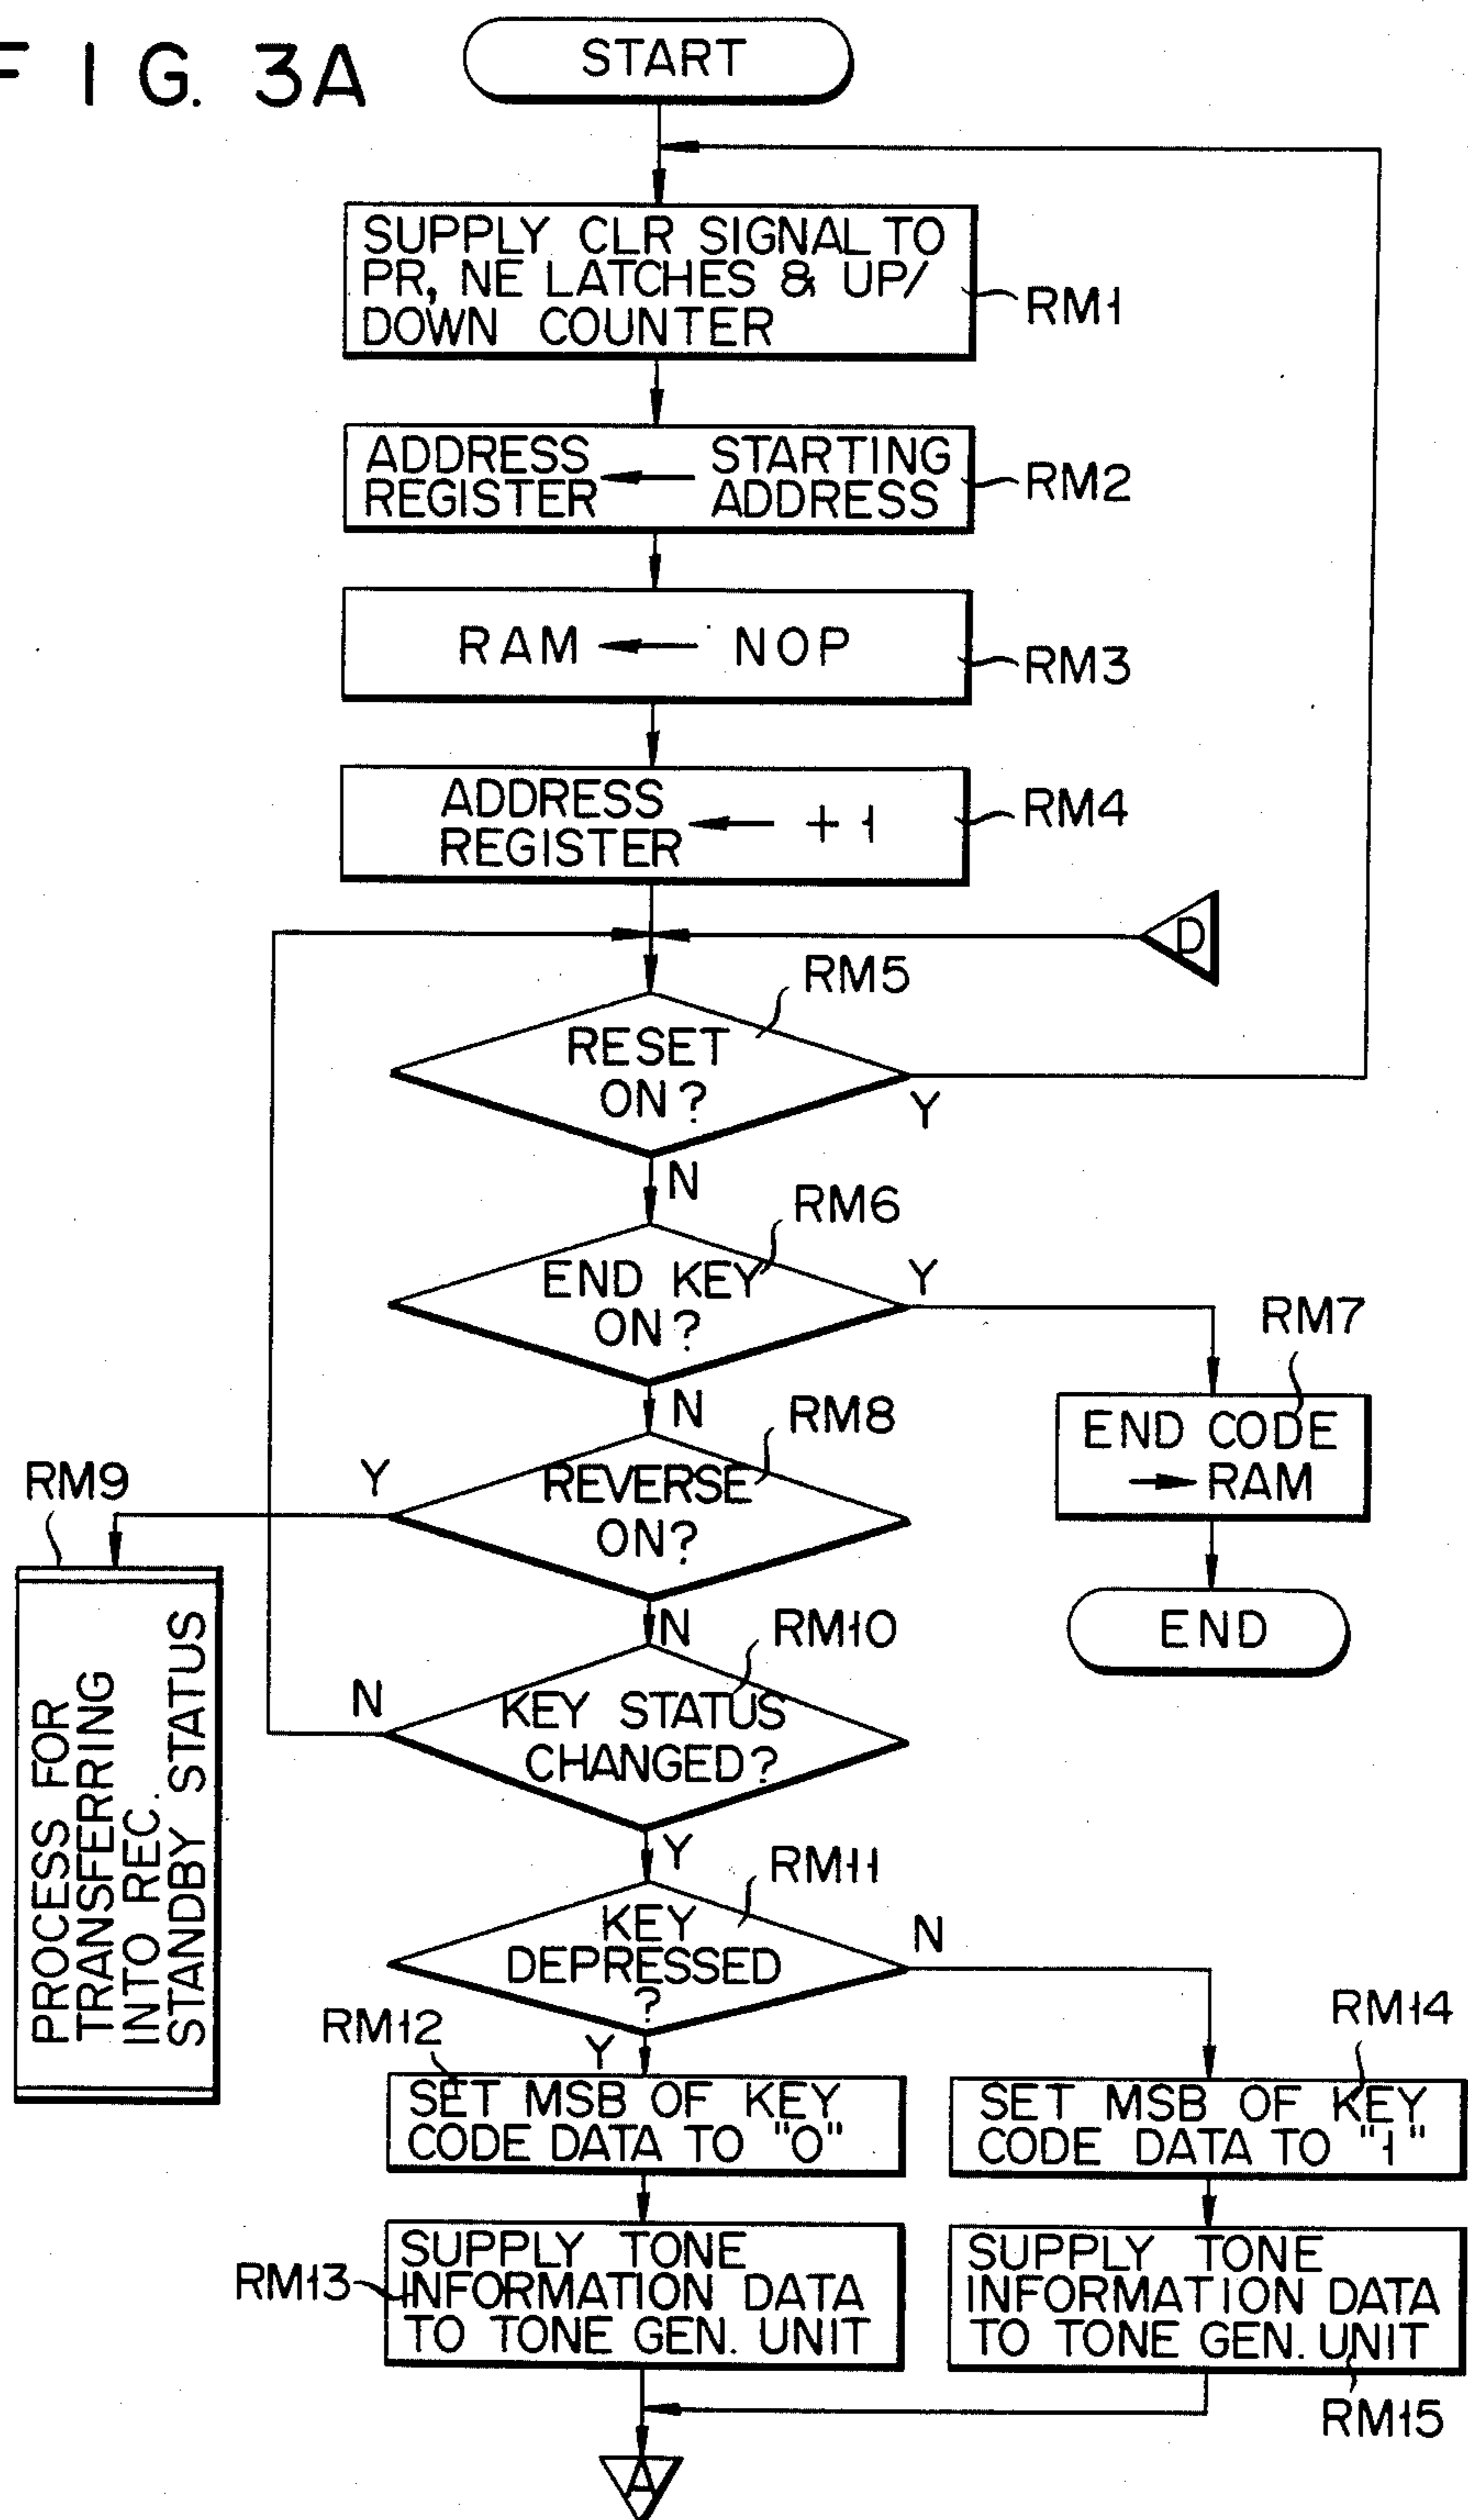 FIG. 3A
START
SUPPLY CLR SIGNAL TO
PR, NE LATCHES & UP/
DOWN COUNTER
RM1
ADDRESS
REGISTER
STARTING
ADDRESS
RM2
RAM ← NOP
RM3
ADDRESS
REGISTER
← +1
RM4
D
RM5
RESET
ON?
Y
N
RM6
END KEY
ON?
Y
N
RM7
END CODE
→ RAM
END
RM8
REVERSE
ON?
Y
N
RM9
PROCESS FOR
TRANSFERRING
INTO REC.
STANDBY STATUS
RM10
KEY STATUS
CHANGED?
N
Y
RM11
KEY
DEPRESSED
?
N
Y
RM12
SET MSB OF KEY
CODE DATA TO "0"
RM14
SET MSB OF KEY
CODE DATA TO "1"
RM13
SUPPLY TONE
INFORMATION DATA
TO TONE GEN. UNIT
SUPPLY TONE
INFORMATION DATA
TO TONE GEN. UNIT
RM15
A